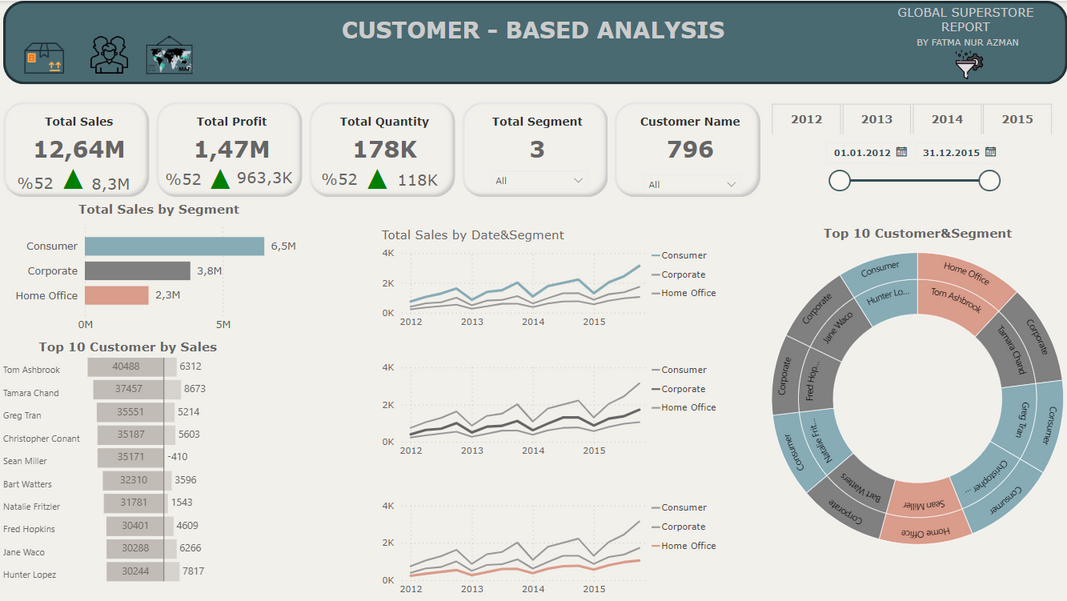 CUSTOMER - BASED ANALYSIS
GLOBAL SUPERSTORE
REPORT
BY FATMA NUR AZMAN
Total Sales
12,64M
%52 8,3M
Total Profit
1,47M
%52 963,3K
Total Quantity
178K
%52 118K
Total Segment
3
All
Customer Name
796
All
2012 2013 2014 2015
01.01.2012 31.12.2015
Total Sales by Segment
Consumer 6,5M
Corporate 3,8M
Home Office 2,3M
0M 5M
Top 10 Customer by Sales
Tom Ashbrook 40488 6312
Tamara Chand 37457 8673
Greg Tran 35551 5214
Christopher Conant 35187 5603
Sean Miller 35171 -410
Bart Watters 32310 3596
Natalie Fritzler 31781 1543
Fred Hopkins 30401 4609
Jane Waco 30288 6266
Hunter Lopez 30244 7817
Total Sales by Date&Segment
4K
2K
0K
2012 2013 2014 2015
Consumer
Corporate
Home Office
4K
2K
0K
2012 2013 2014 2015
Consumer
Corporate
Home Office
4K
2K
0K
2012 2013 2014 2015
Consumer
Corporate
Home Office
Top 10 Customer&Segment
Home Office
Tom Ashbrook
Corporate
Tamara Chand
Consumer
Greg Tran
Consumer
Christopher ...
Home Office
Sean Miller
Corporate
Bart Watters
Consumer
Natalie Frit...
Corporate
Fred Hop...
Corporate
Jane Waco
Consumer
Hunter Lo...